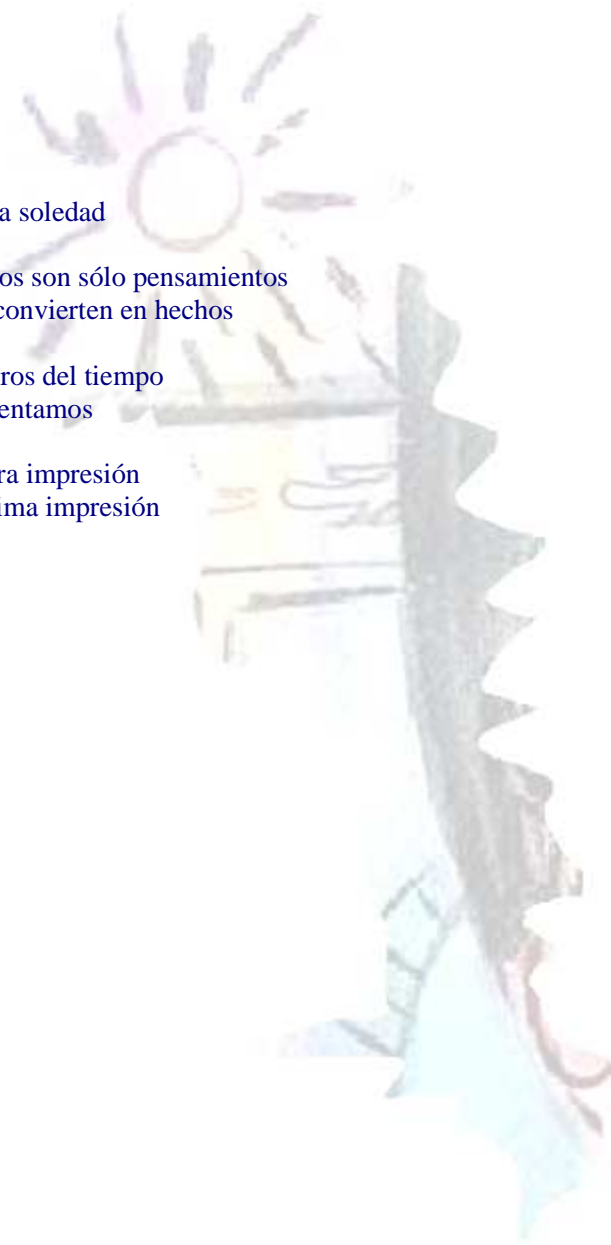 a soledad
os son sólo pensamientos
convierten en hechos
ros del tiempo
entamos
ra impresión
ima impresión